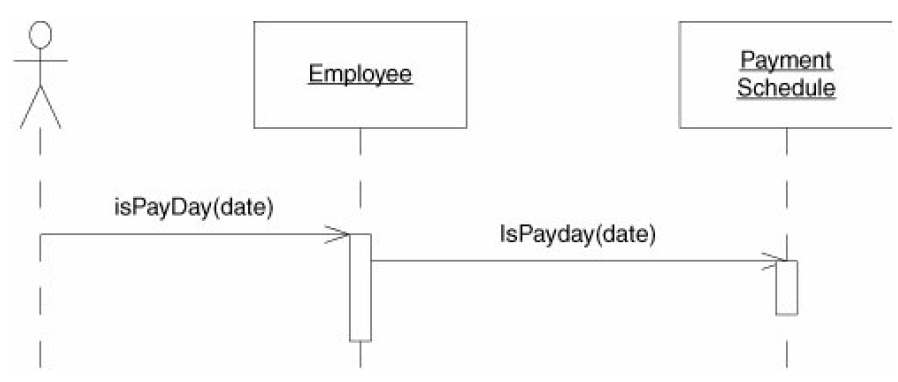 Employee
Payment
Schedule
isPayDay(date)
IsPayday(date)